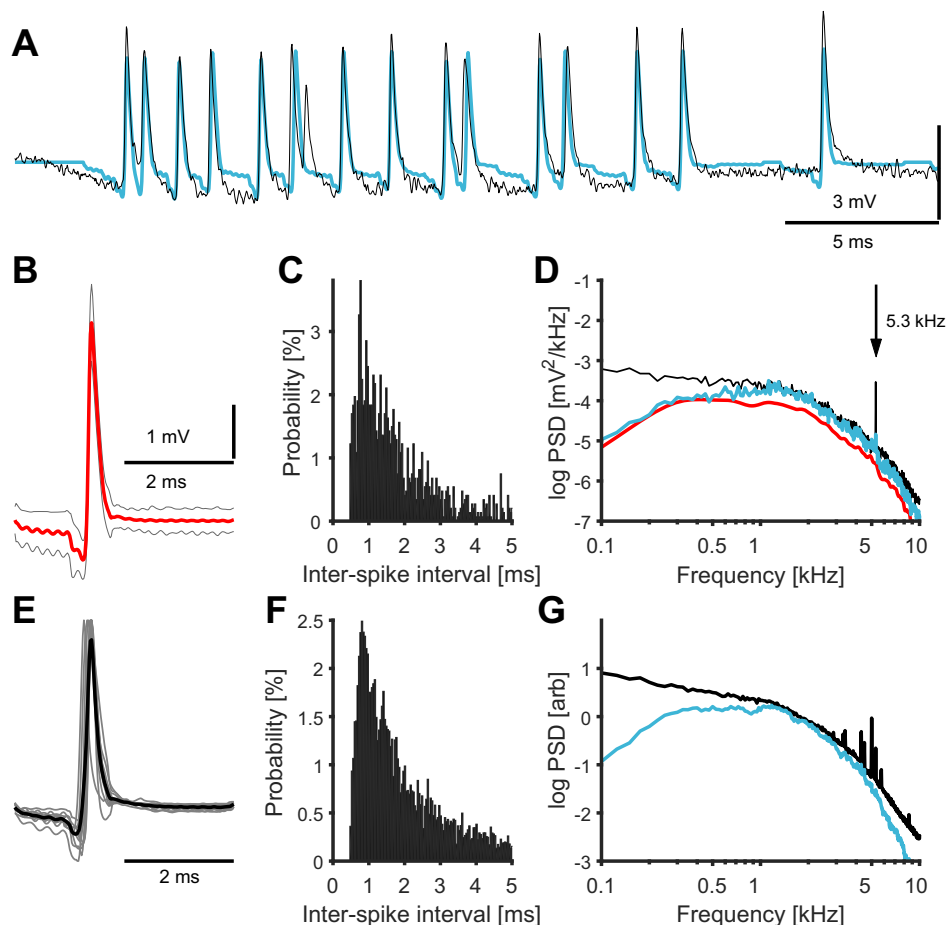 A
3 mV
5 ms
B
1 mV
2 ms
C
Probability [%]
3
2
1
0
0 1 2 3 4 5
Inter-spike interval [ms]
D
log PSD [mV²/kHz]
-1
-2
-3
-4
-5
-6
-7
5.3 kHz
0.1 0.5 1 5 10
Frequency [kHz]
E
2 ms
F
Probability [%]
2.5
2
1.5
1
0.5
0
0 1 2 3 4 5
Inter-spike interval [ms]
G
log PSD [arb]
1
0
-1
-2
-3
0.1 0.5 1 5 10
Frequency [kHz]